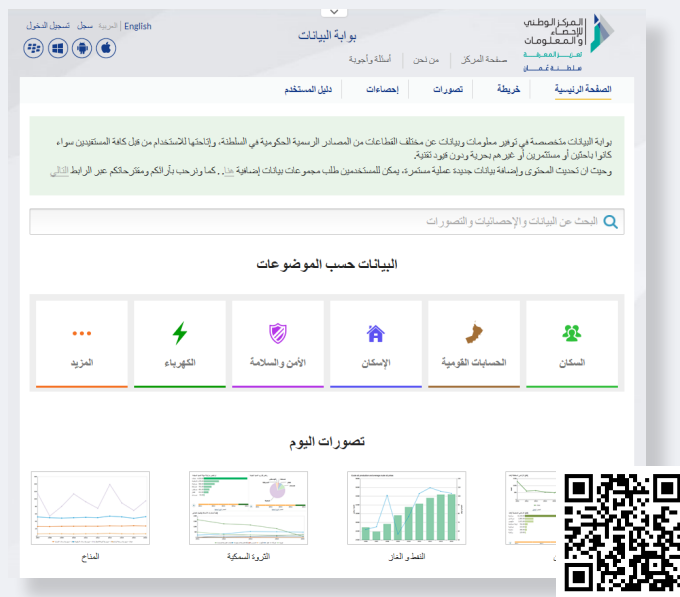 English | العربية سجل تسجيل الدخول
المركز الوطني
للإحصاء
والمعلومات
تعزيـــز المعرفـــة
سلطنـــة عُمـــان
بوابة البيانات
صفحة المركز | من نحن | أسئلة وأجوبة
الصفحة الرئيسية | خريطة | تصورات | إحصاءات | دليل المستخدم
بوابة البيانات متخصصة في توفير معلومات وبيانات عن مختلف القطاعات من المصادر الرسمية الحكومية في السلطنة، وإتاحتها للاستخدام من قبل كافة المستفيدين سواء
كانوا باحثين أو مستثمرين أو غيرهم بحرية ودون قيود تقنية.
وحيث ان تحديث المحتوى وإضافة بيانات جديدة عملية مستمرة، يمكن للمستخدمين طلب مجموعات بيانات إضافية هنا. . كما ونرحب بآرائكم ومقترحاتكم عبر الرابط التالي
البحث عن البيانات والإحصائيات والتصورات
البيانات حسب الموضوعات
السكان
الحسابات القومية
الإسكان
الأمن والسلامة
الكهرباء
المزيد
تصورات اليوم
النفط و الغاز
الثروة السمكية
المناخ